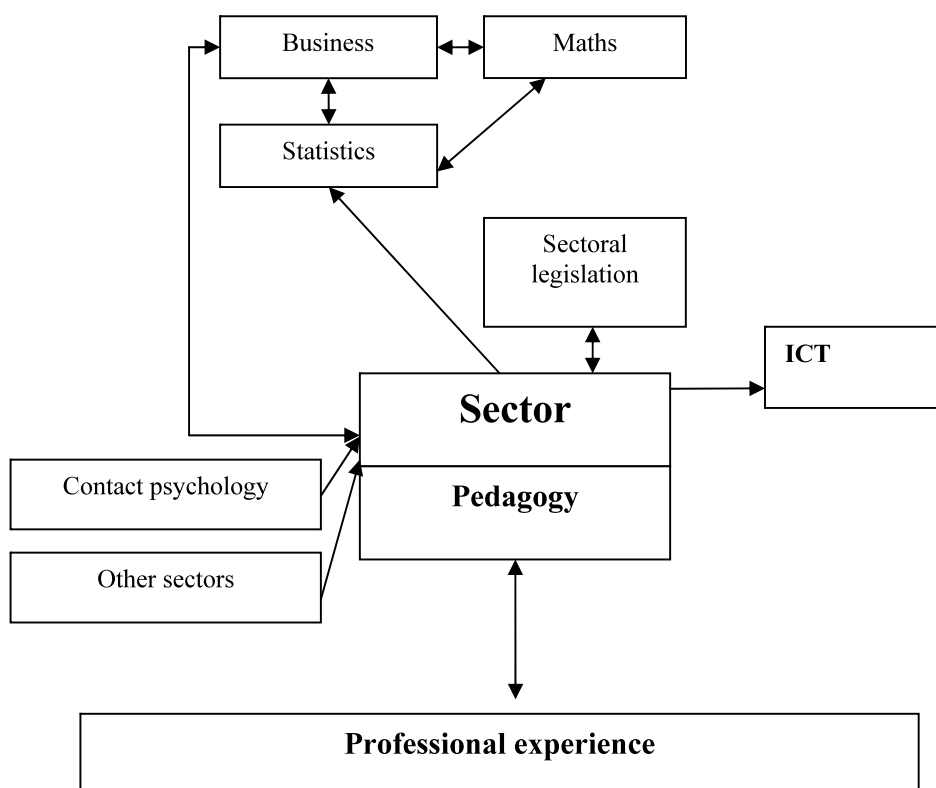 Business
Maths
Statistics
Sectoral
legislation
ICT
Sector
Contact psychology
Pedagogy
Other sectors
Professional experience